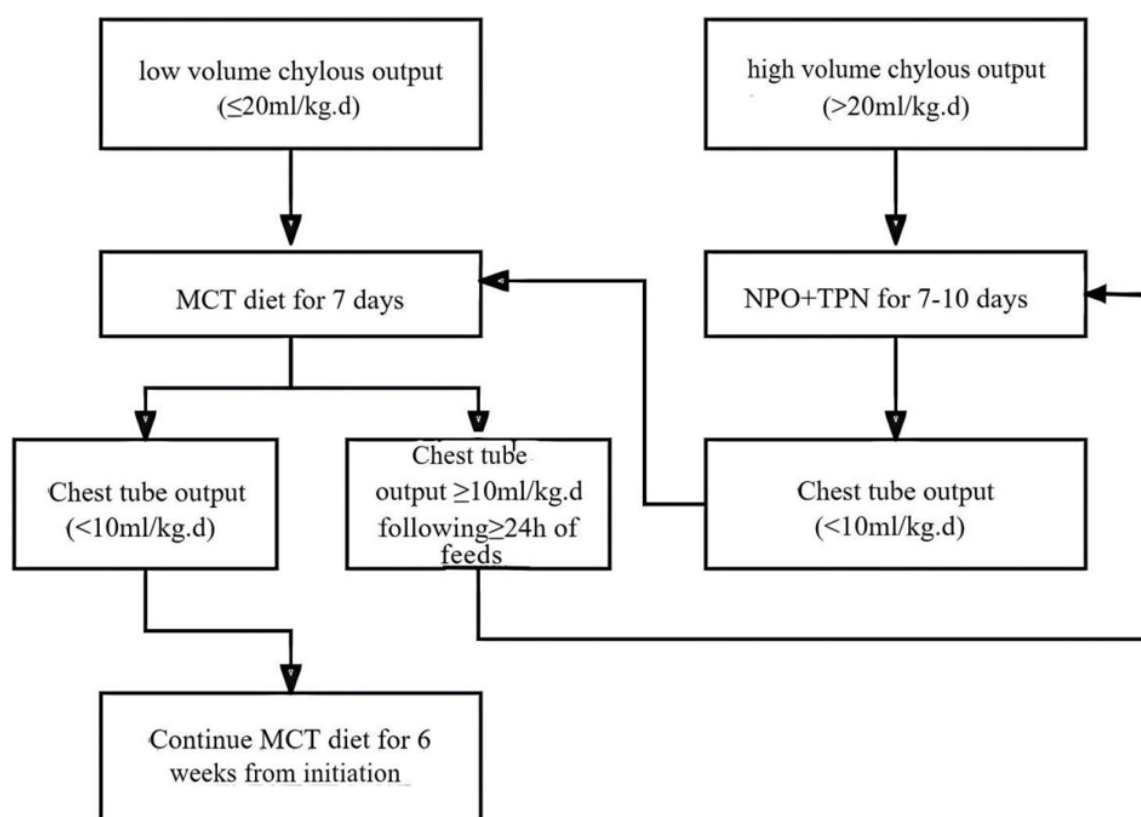 low volume chylous output
(≤20ml/kg.d)
high volume chylous output
(>20ml/kg.d)
MCT diet for 7 days
NPO+TPN for 7-10 days
Chest tube output
(<10ml/kg.d)
Chest tube
output ≥10ml/kg.d
following≥24h of
feeds
Chest tube output
(<10ml/kg.d)
Continue MCT diet for 6
weeks from initiation